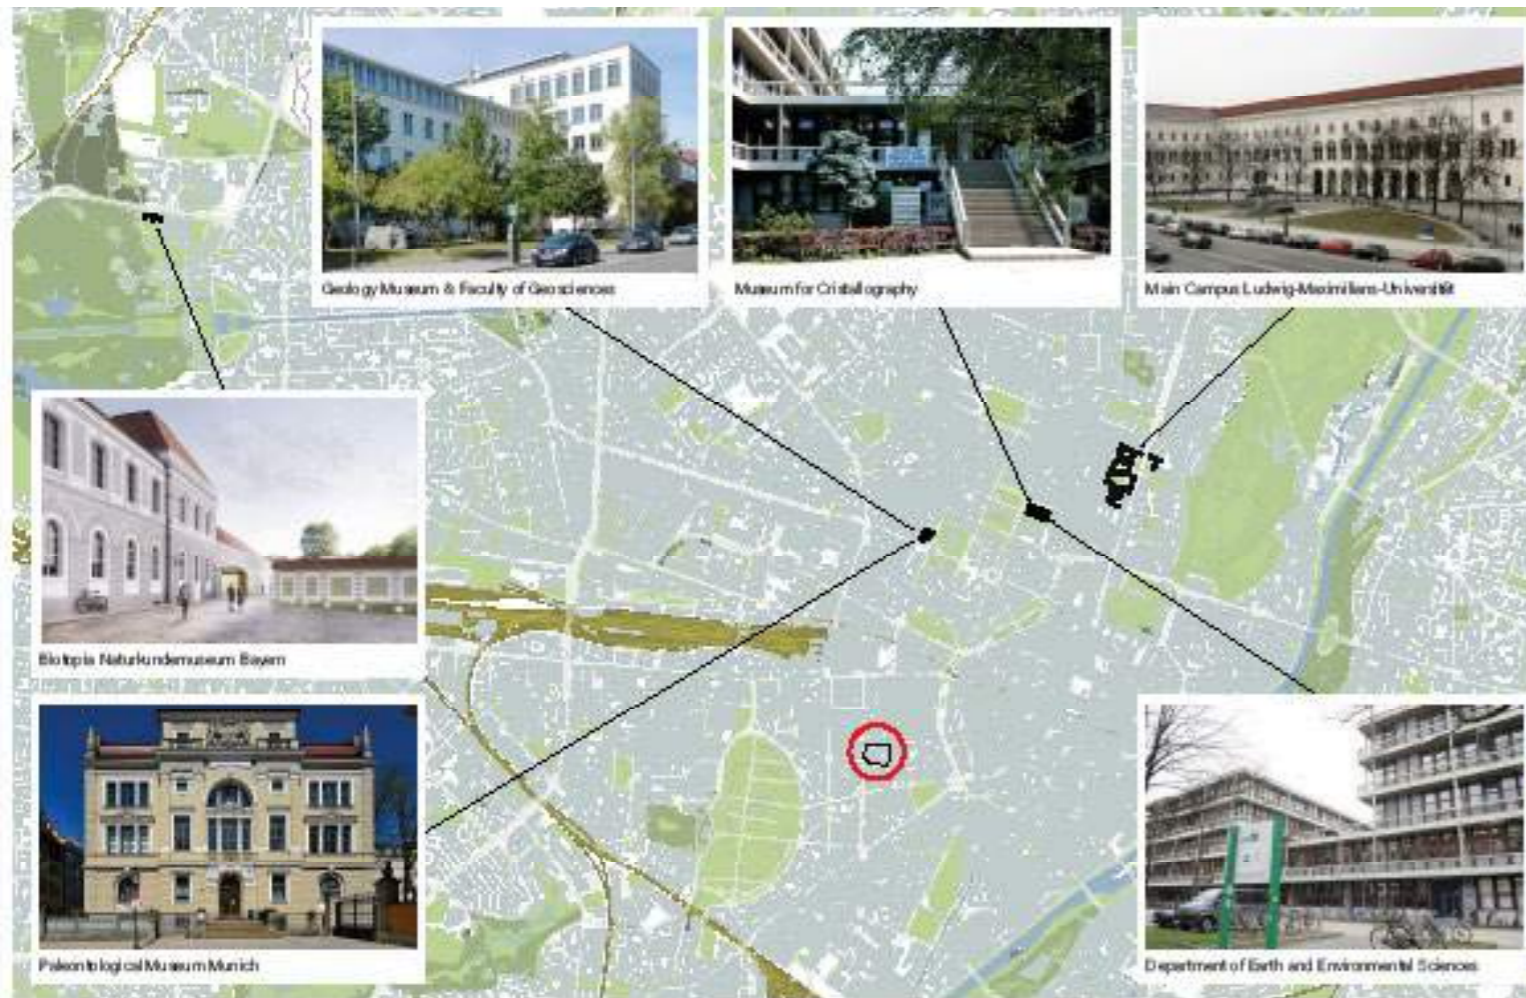 Geology Museum & Faculty of Geosciences
Museum for Cristallography
Main Campus Ludwig-Maximilians-Universität
Biotopia Naturkundemuseum Bayern
Paleontological Museum Munich
Department of Earth and Environmental Sciences